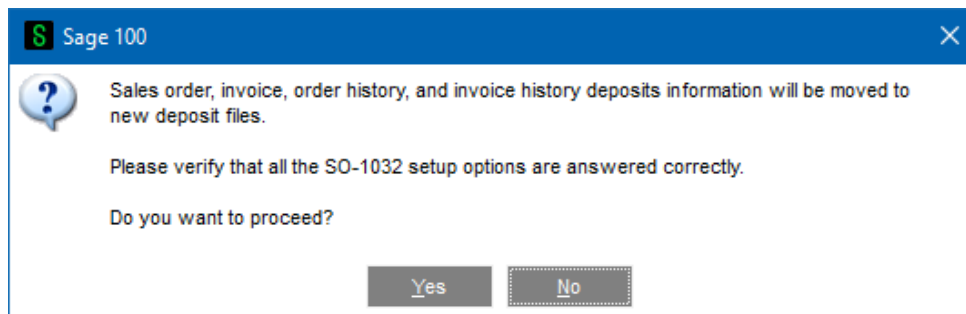 S Sage 100
Sales order, invoice, order history, and invoice history deposits information will be moved to
new deposit files.
Please verify that all the SO-1032 setup options are answered correctly.
Do you want to proceed?
Yes No